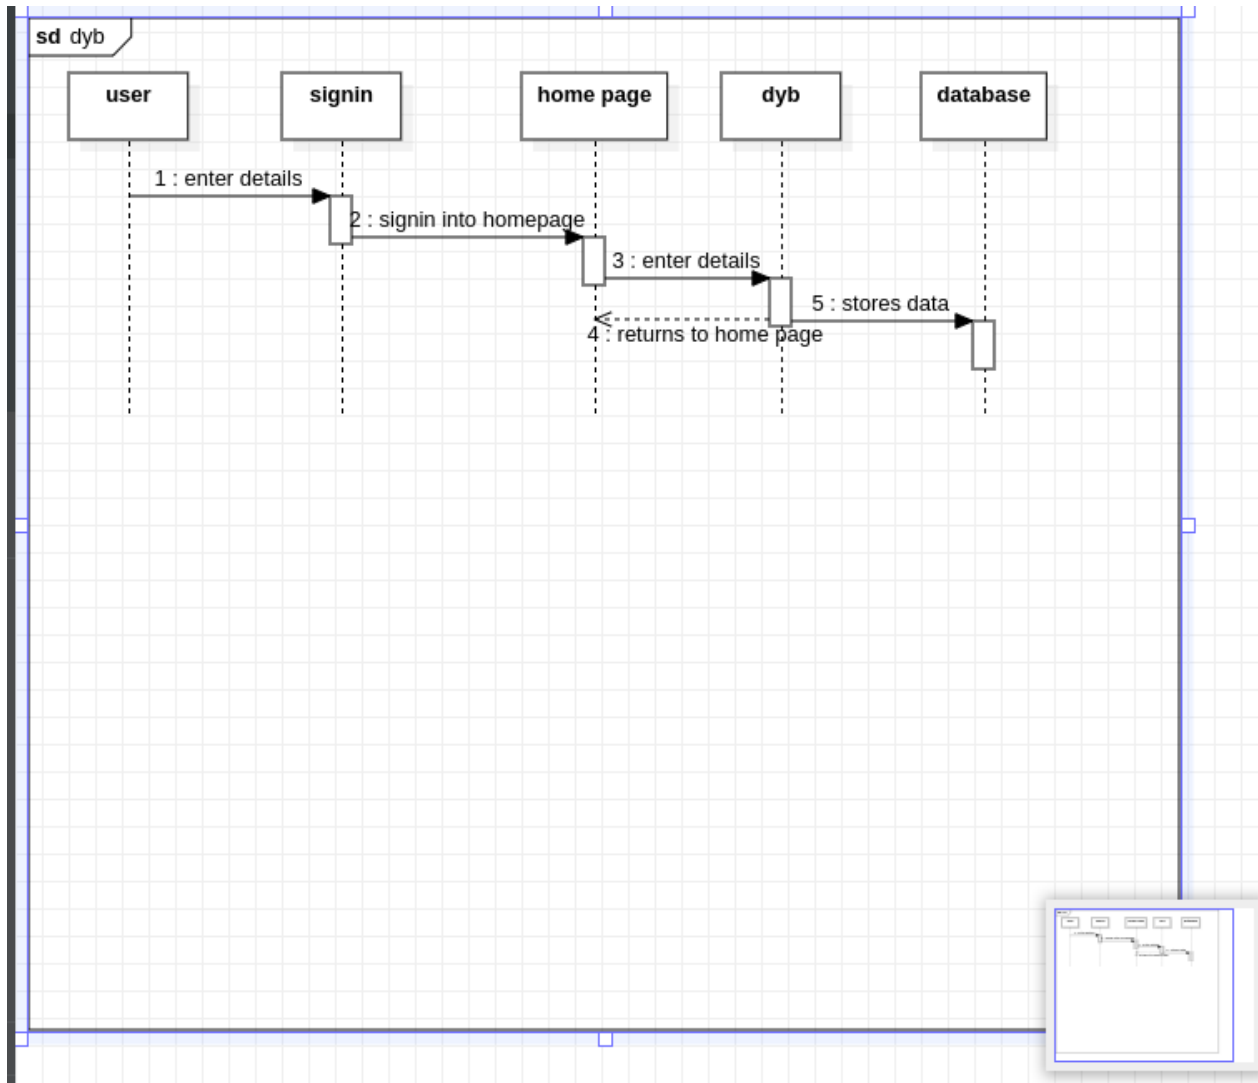 sd dyb
user
signin
home page
dyb
database
1 : enter details
2 : signin into homepage
3 : enter details
5 : stores data
4 : returns to home page